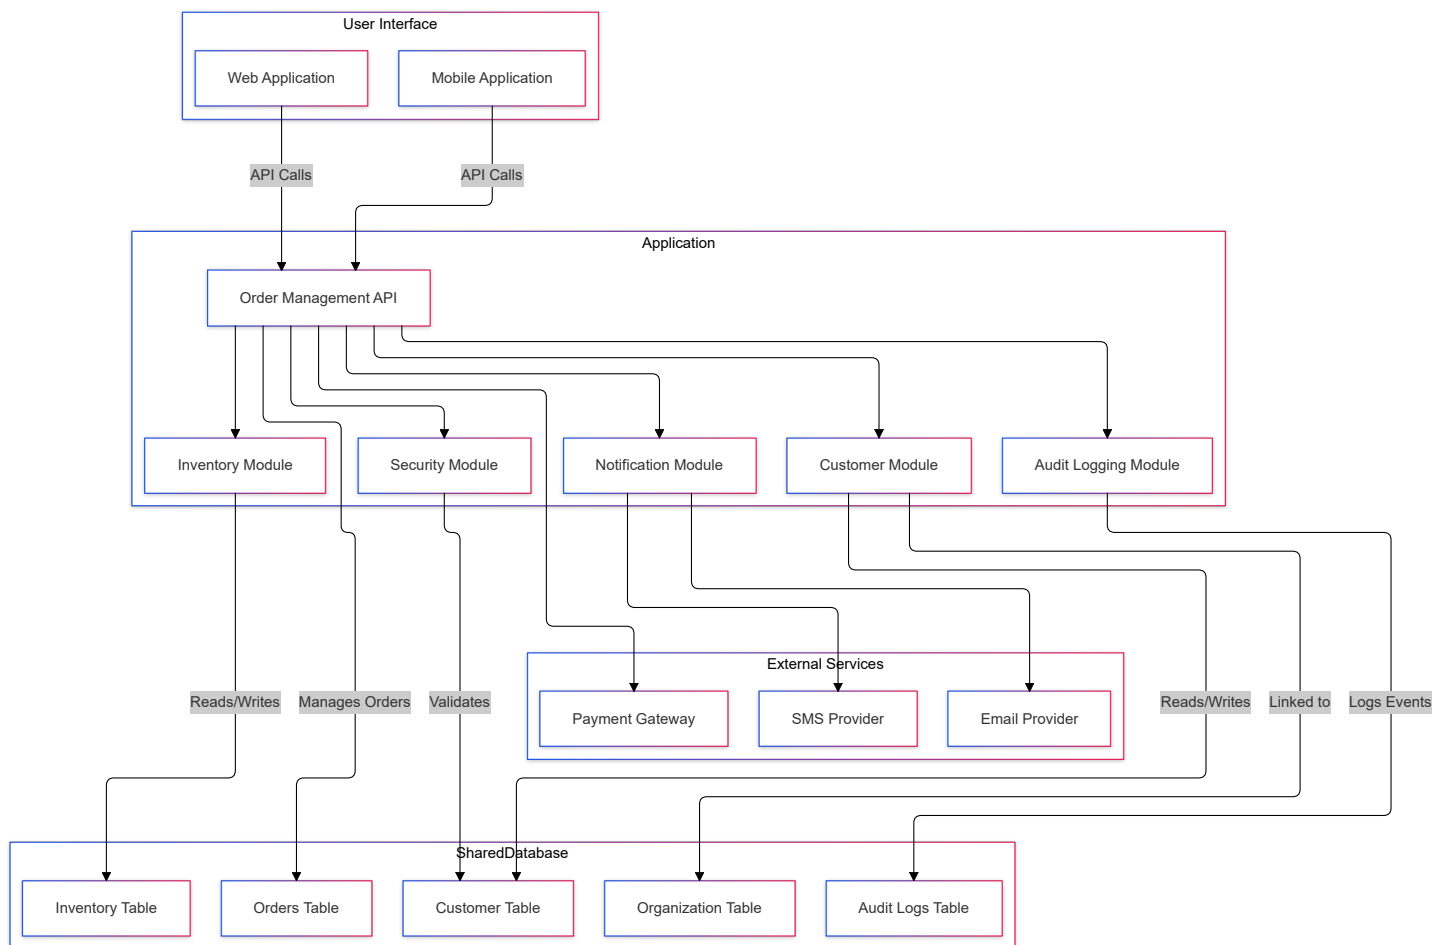 User Interface
Web Application
Mobile Application
API Calls
API Calls
Application
Order Management API
Inventory Module
Security Module
Notification Module
Customer Module
Audit Logging Module
External Services
Reads/Writes
Manages Orders
Validates
Payment Gateway
SMS Provider
Email Provider
Reads/Writes
Linked to
Logs Events
SharedDatabase
Inventory Table
Orders Table
Customer Table
Organization Table
Audit Logs Table